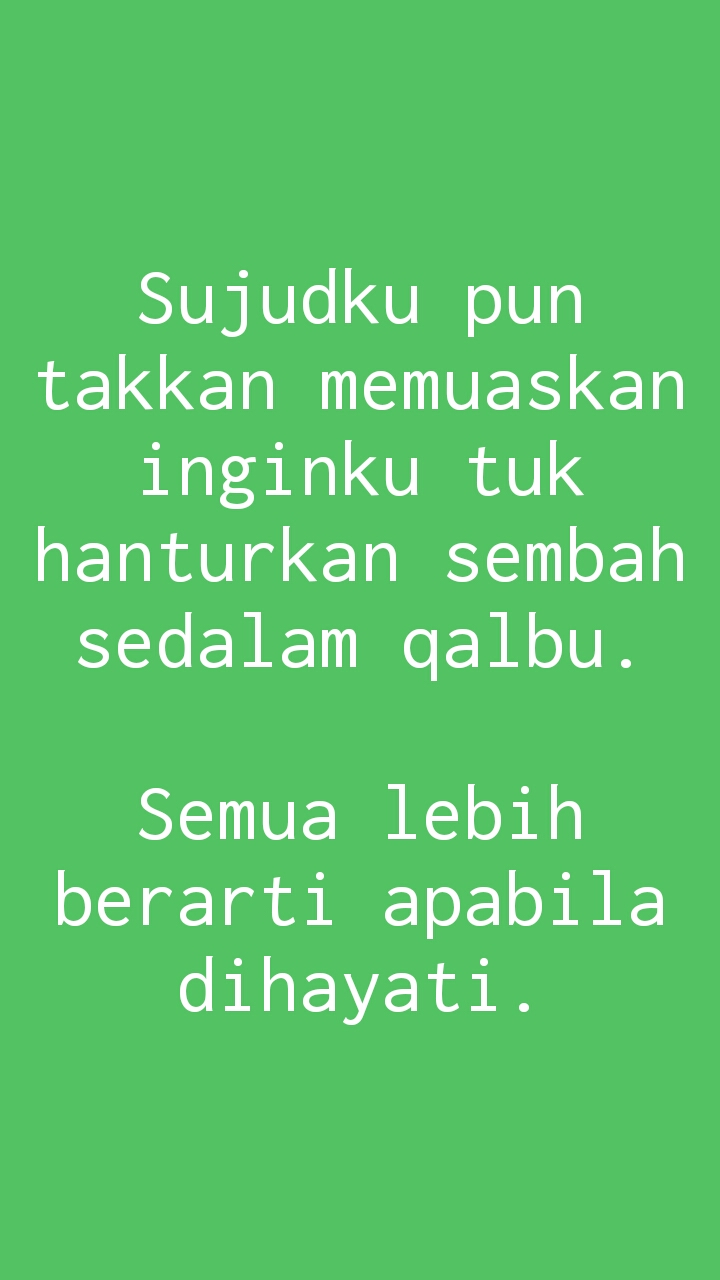 Sujudku pun
takkan memuaskan
inginku tuk
hanturkan sembah
sedalam qalbu.
Semua lebih
berarti apabila
dihayati.